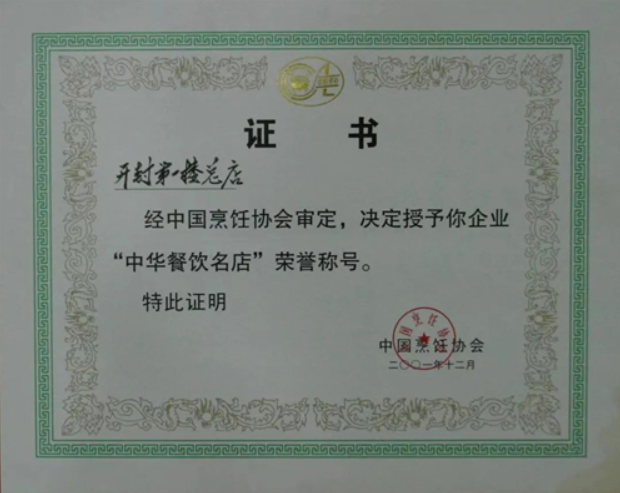 证 书
开封第一楼总店
经中国烹饪协会审定，决定授予你企业
“中华餐饮名店”荣誉称号。
特此证明
中国烹饪协会
二〇〇一年十二月